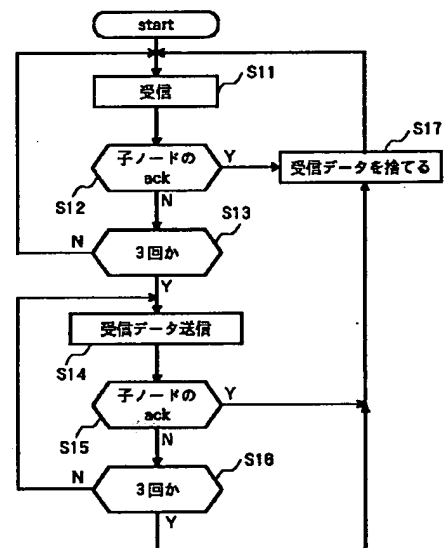 start
S11
受信
S17
子ノードの
ack
Y
受信データを捨てる
S12
N
S13
N
3回か
Y
受信データ送信
S14
子ノードの
ack
Y
S15
N
S16
N
3回か
Y